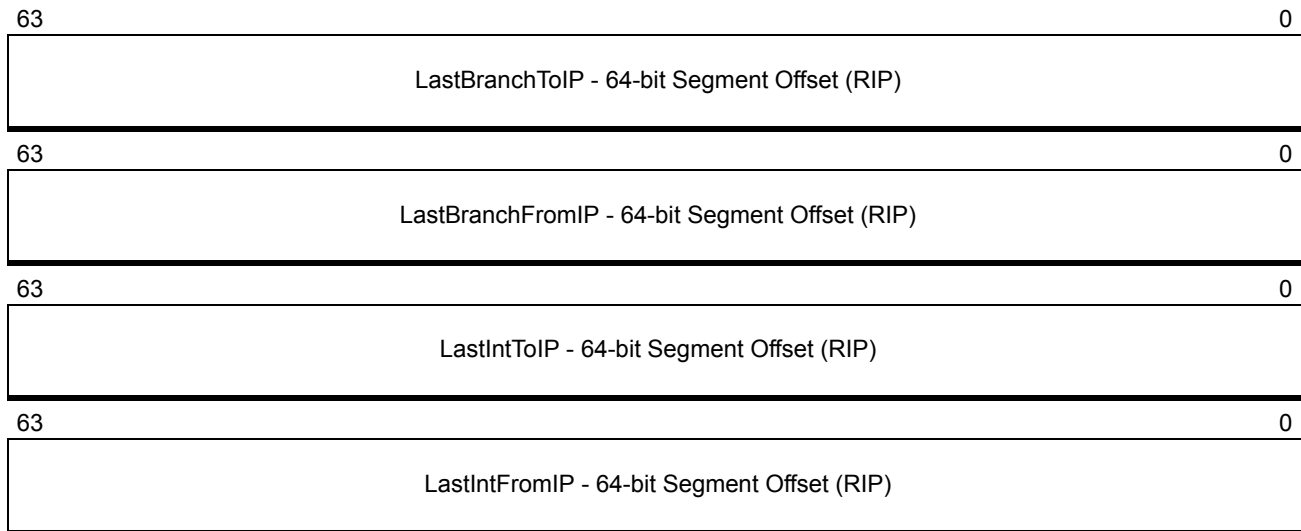 63 0
LastBranchToIP - 64-bit Segment Offset (RIP)
63 0
LastBranchFromIP - 64-bit Segment Offset (RIP)
63 0
LastIntToIP - 64-bit Segment Offset (RIP)
63 0
LastIntFromIP - 64-bit Segment Offset (RIP)